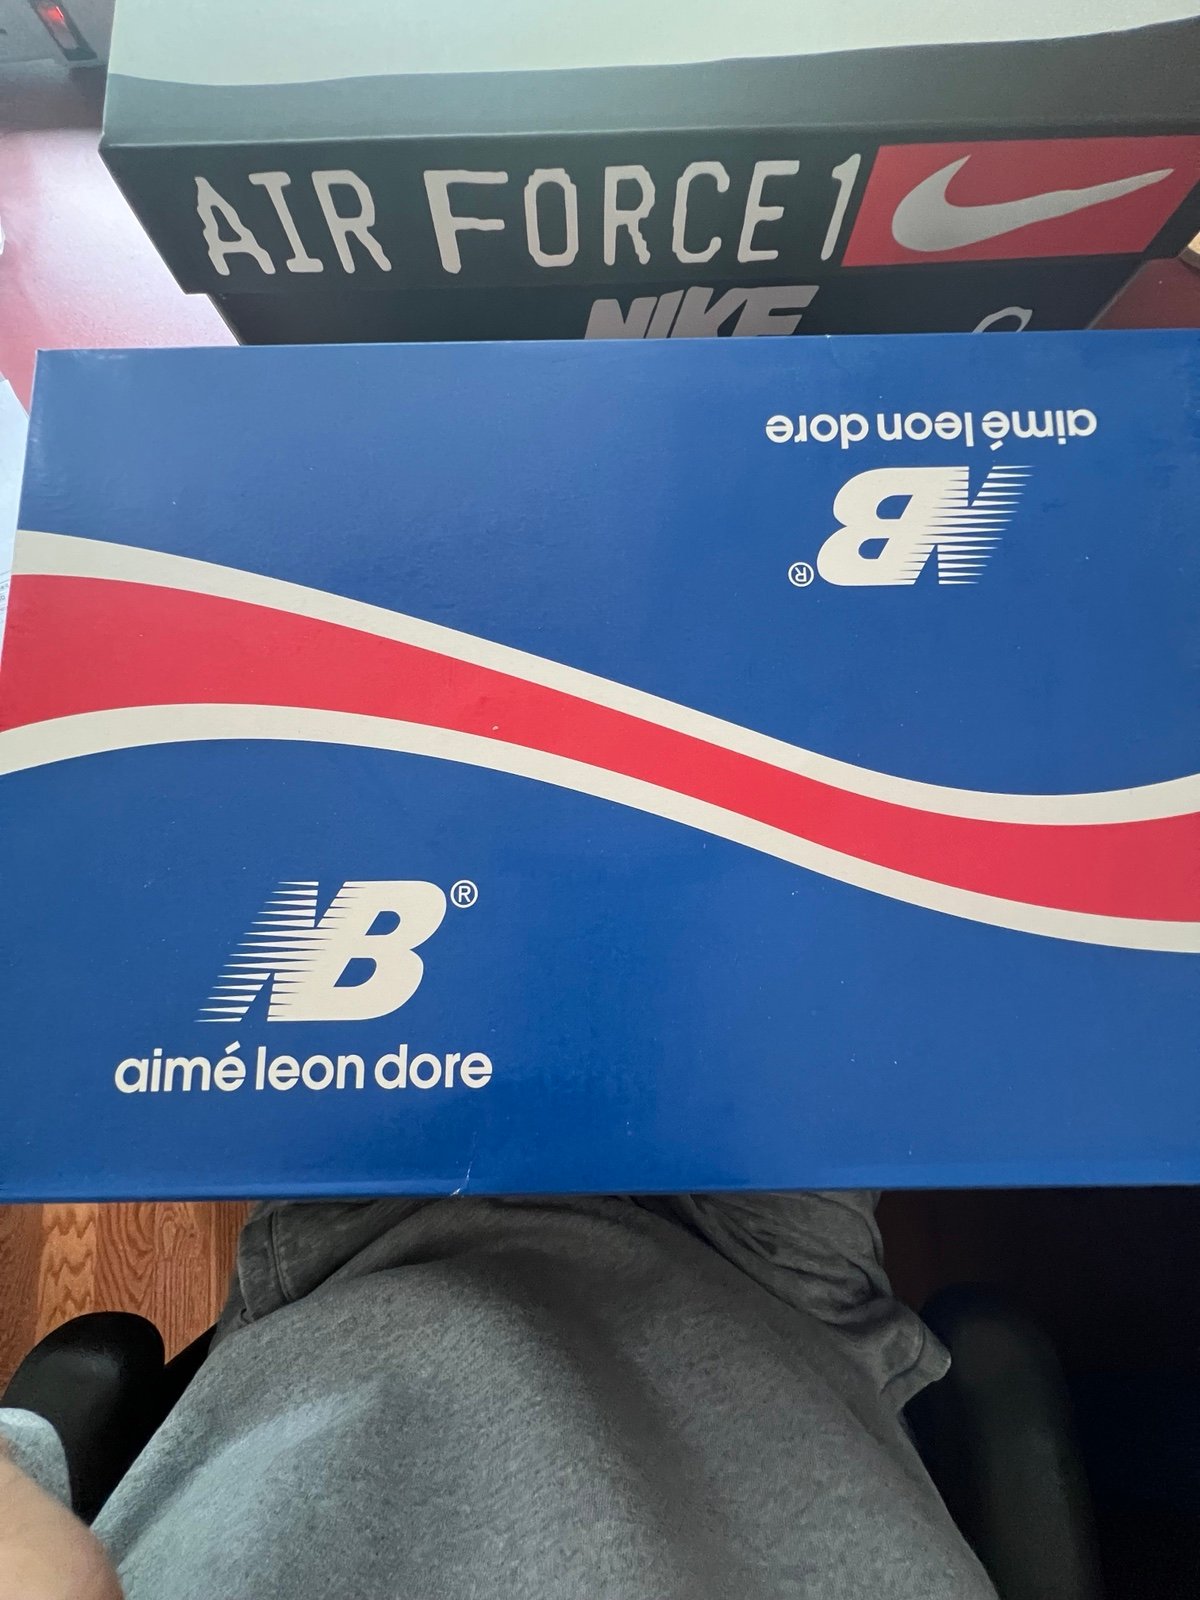 AIR FORCE 1
NIKE
aimé leon dore
NB®
NB®
aimé leon dore